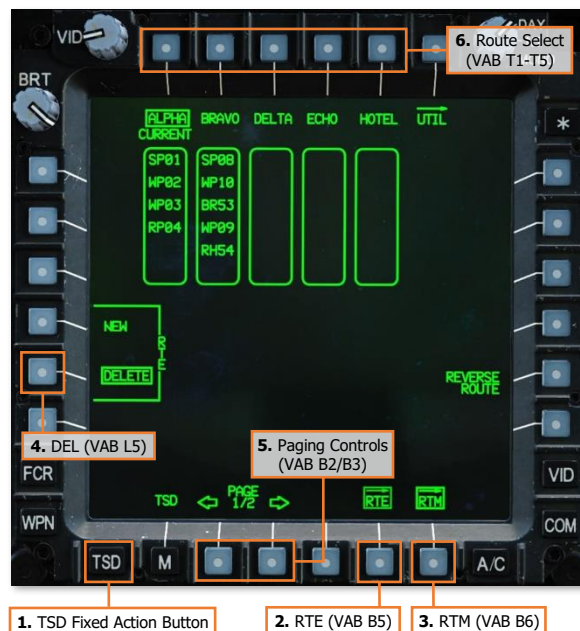 VID
DAY
6. Route Select
(VAB T1-T5)
BRT
ALPHA BRAVO DELTA ECHO HOTEL UTIL
CURRENT
*
SP01 SP08
WP02 WP10
WP03 BR53
RP04 WP09
RH54
NEW
RTE
DELETE
REVERSE
ROUTE
4. DEL (VAB L5)
5. Paging Controls
(VAB B2/B3)
FCR
VID
TSD
PAGE
1/2
RTE RTM
WPN
COM
TSD M A/C
1. TSD Fixed Action Button
2. RTE (VAB B5)
3. RTM (VAB B6)